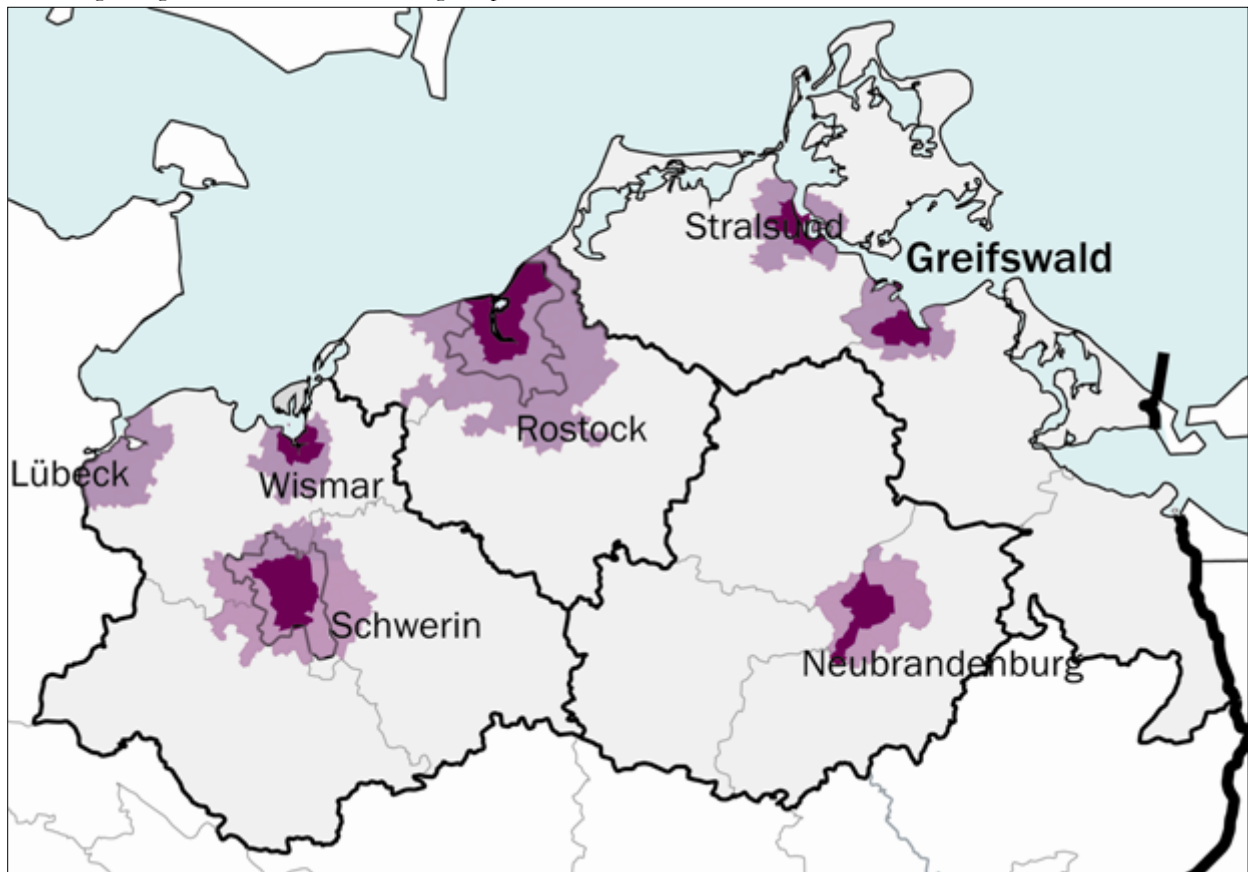 Stralsund
Greifswald
Rostock
Lübeck
Wismar
Schwerin
Neubrandenburg